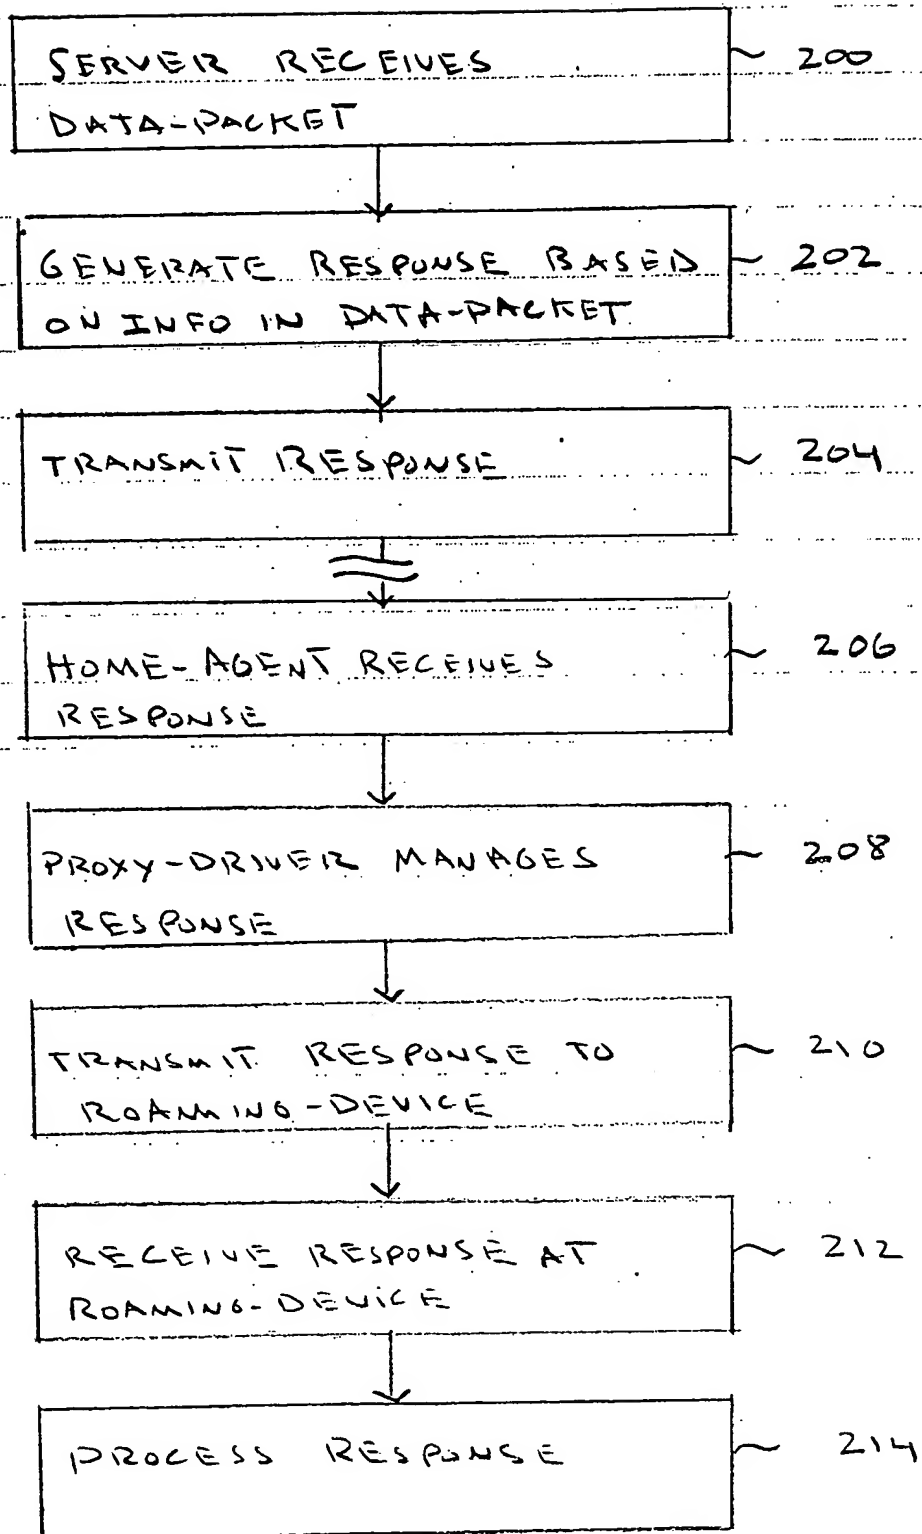 SERVER RECEIVES ~ 200
DATA-PACKET
GENERATE RESPONSE BASED ~ 202
ON INFO IN DATA-PACKET
TRANSMIT RESPONSE ~ 204
HOME-AGENT RECEIVES ~ 206
RESPONSE
PROXY-DRIVER MANAGES ~ 208
RESPONSE
TRANSMIT RESPONSE TO ~ 210
ROAMING-DEVICE
RECEIVE RESPONSE AT ~ 212
ROAMING-DEVICE
PROCESS RESPONSE ~ 214